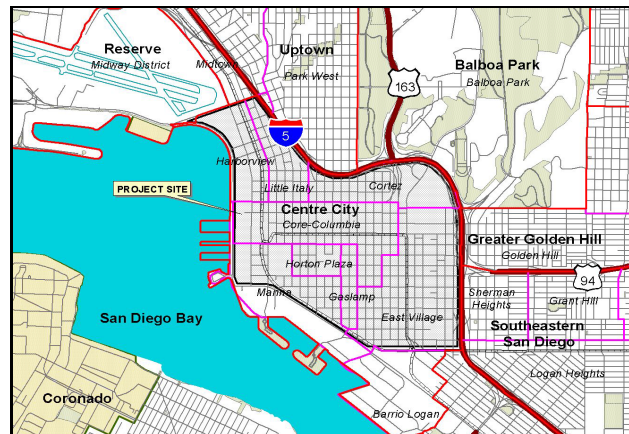 Reserve
Midway District
Midtown
Uptown
Park West
163
Balboa Park
Balboa Park
5
Harborview
PROJECT SITE
Little Italy
Cortez
Centre City
Core-Columbia
Greater Golden Hill
Golden Hill
Horton Plaza
94
Marina
Gaslamp
Sherman
Heights
Grant Hill
San Diego Bay
East Village
Southeastern
San Diego
Logan Heights
Coronado
Barrio Logan